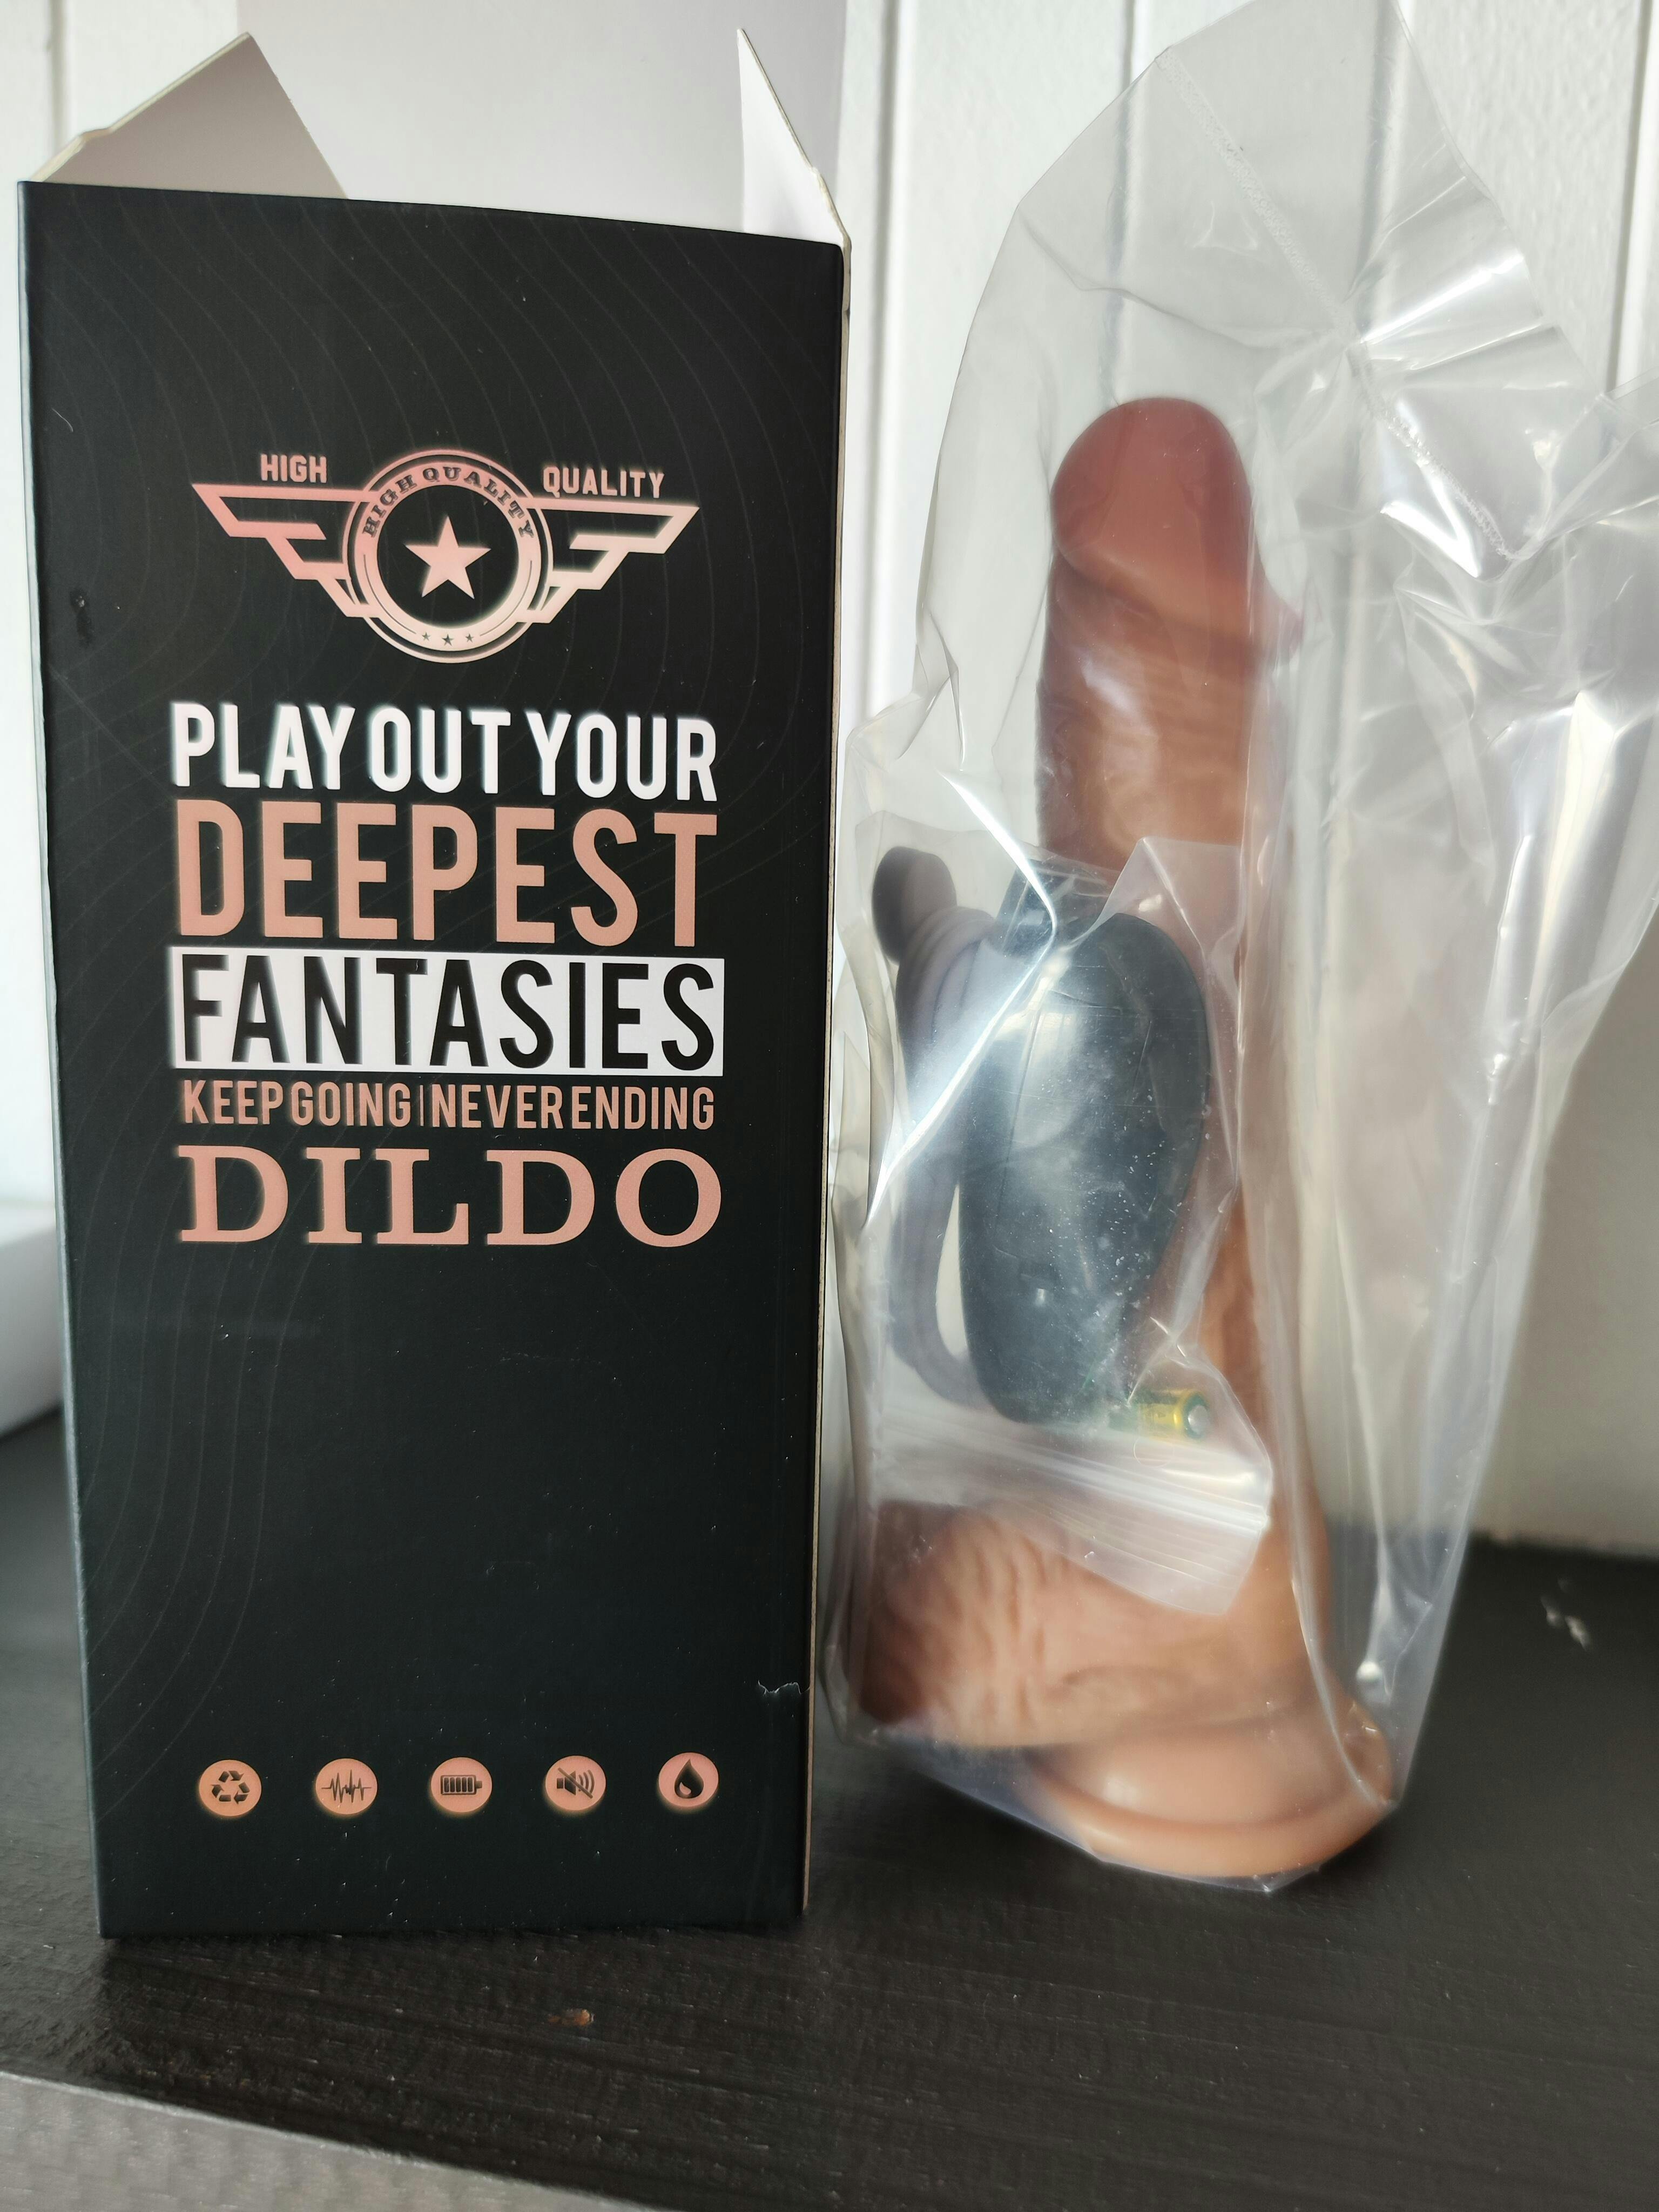 HIGH QUALITY
HIGH QUALITY
PLAY OUT YOUR
DEEPEST
FANTASIES
KEEP GOING | NEVER ENDING
DILDO